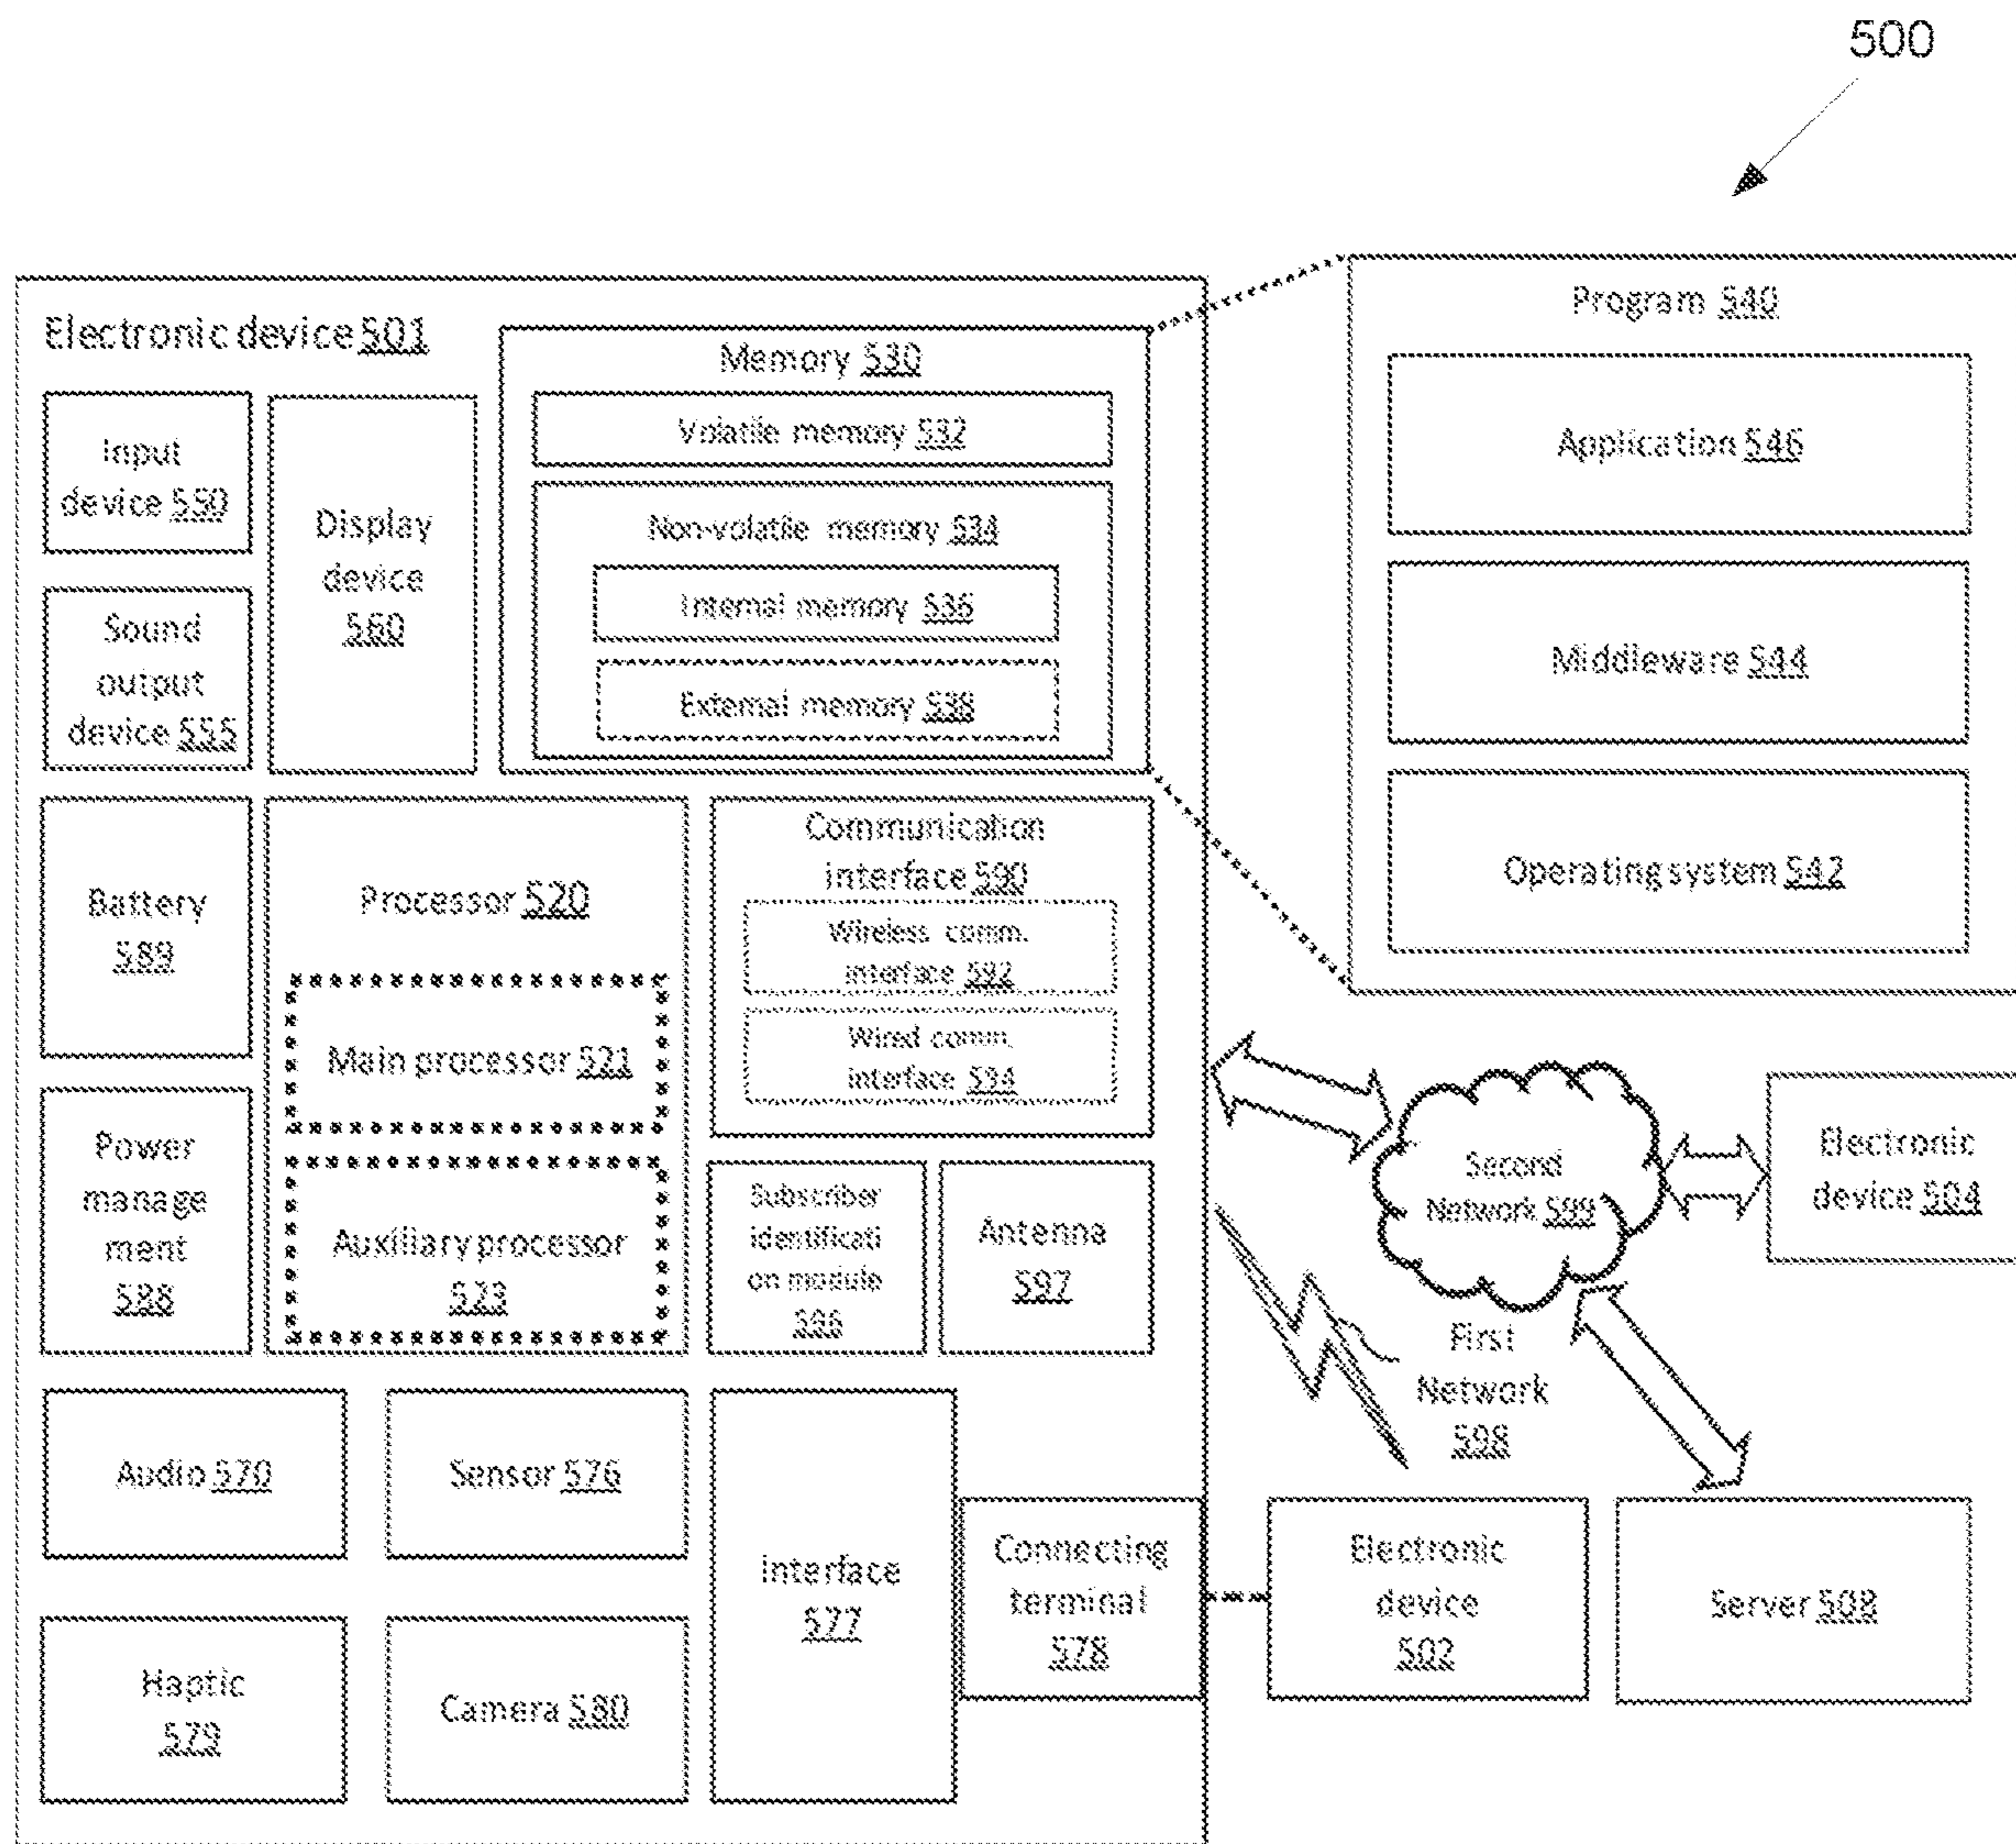 500
Electronic device 501
Input
device 550
Sound
output
device 555
Display
device
560
Memory 530
Volatile memory 532
Non-volatile memory 534
Internal memory 536
External memory 538
Program 540
Application 546
Middleware 544
Operating system 542
Battery
589
Power
manage
ment
588
Processor 520
Main processor 521
Auxiliary processor
523
Communication
interface 590
Wireless comm.
interface 592
Wired comm.
interface 594
Subscriber
identificati
on module
596
Antenna
597
Second
Network 599
Electronic
device 504
First
Network
598
Audio 570
Sensor 576
Interface
577
Connecting
terminal
578
Electronic
device
502
Server 508
Haptic
579
Camera 580